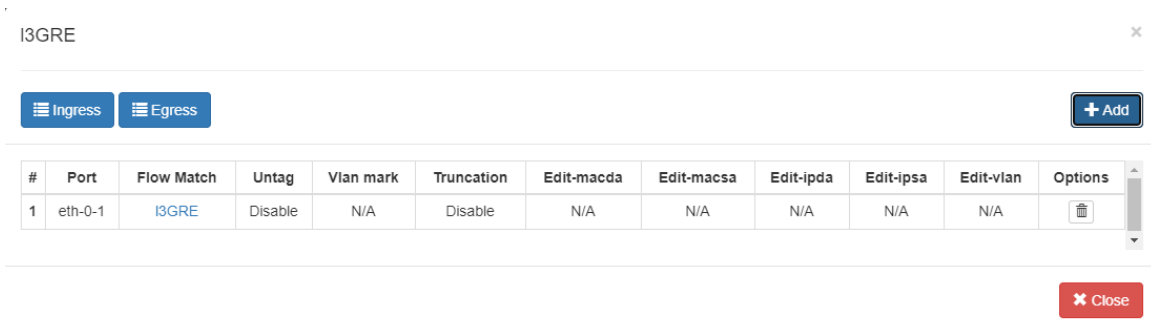 l3GRE ×
Ingress Egress Add
# Port Flow Match Untag Vlan mark Truncation Edit-macda Edit-macsa Edit-ipda Edit-ipsa Edit-vlan Options
1 eth-0-1 l3GRE Disable N/A Disable N/A N/A N/A N/A N/A
Close